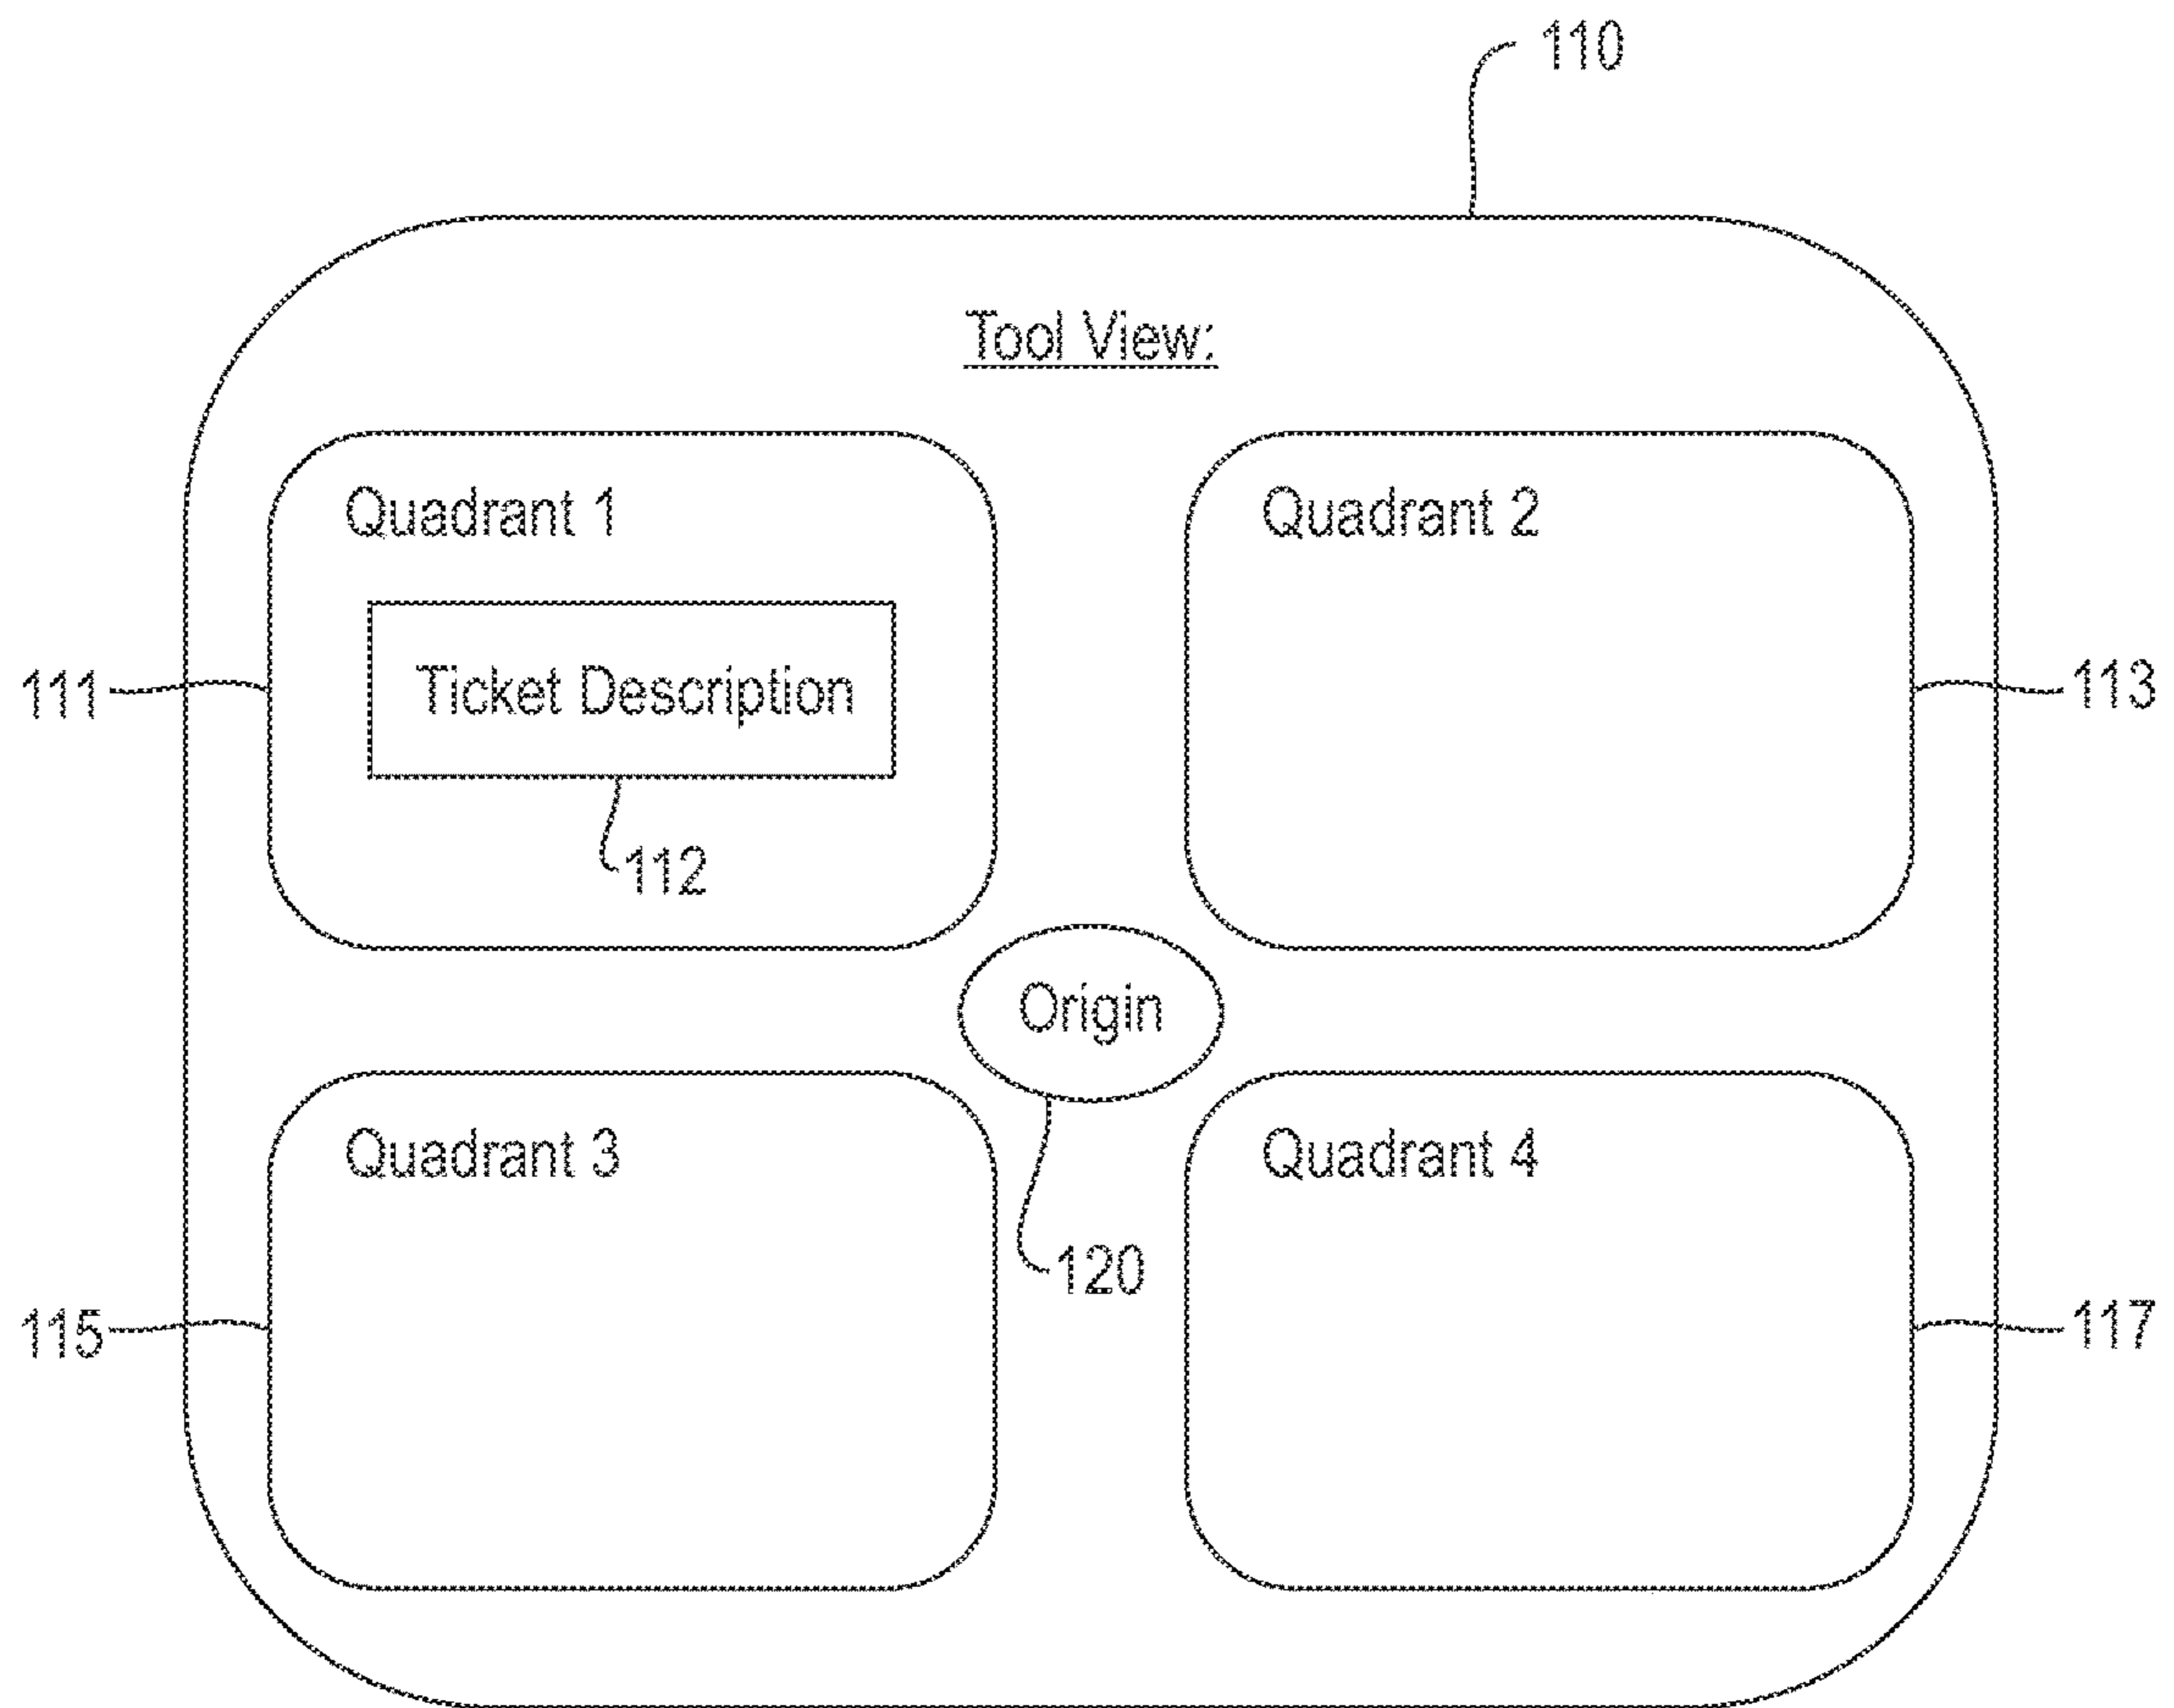 110
Tool View:
Quadrant 1
Quadrant 2
Ticket Description
111
113
112
Origin
Quadrant 3
Quadrant 4
120
115
117